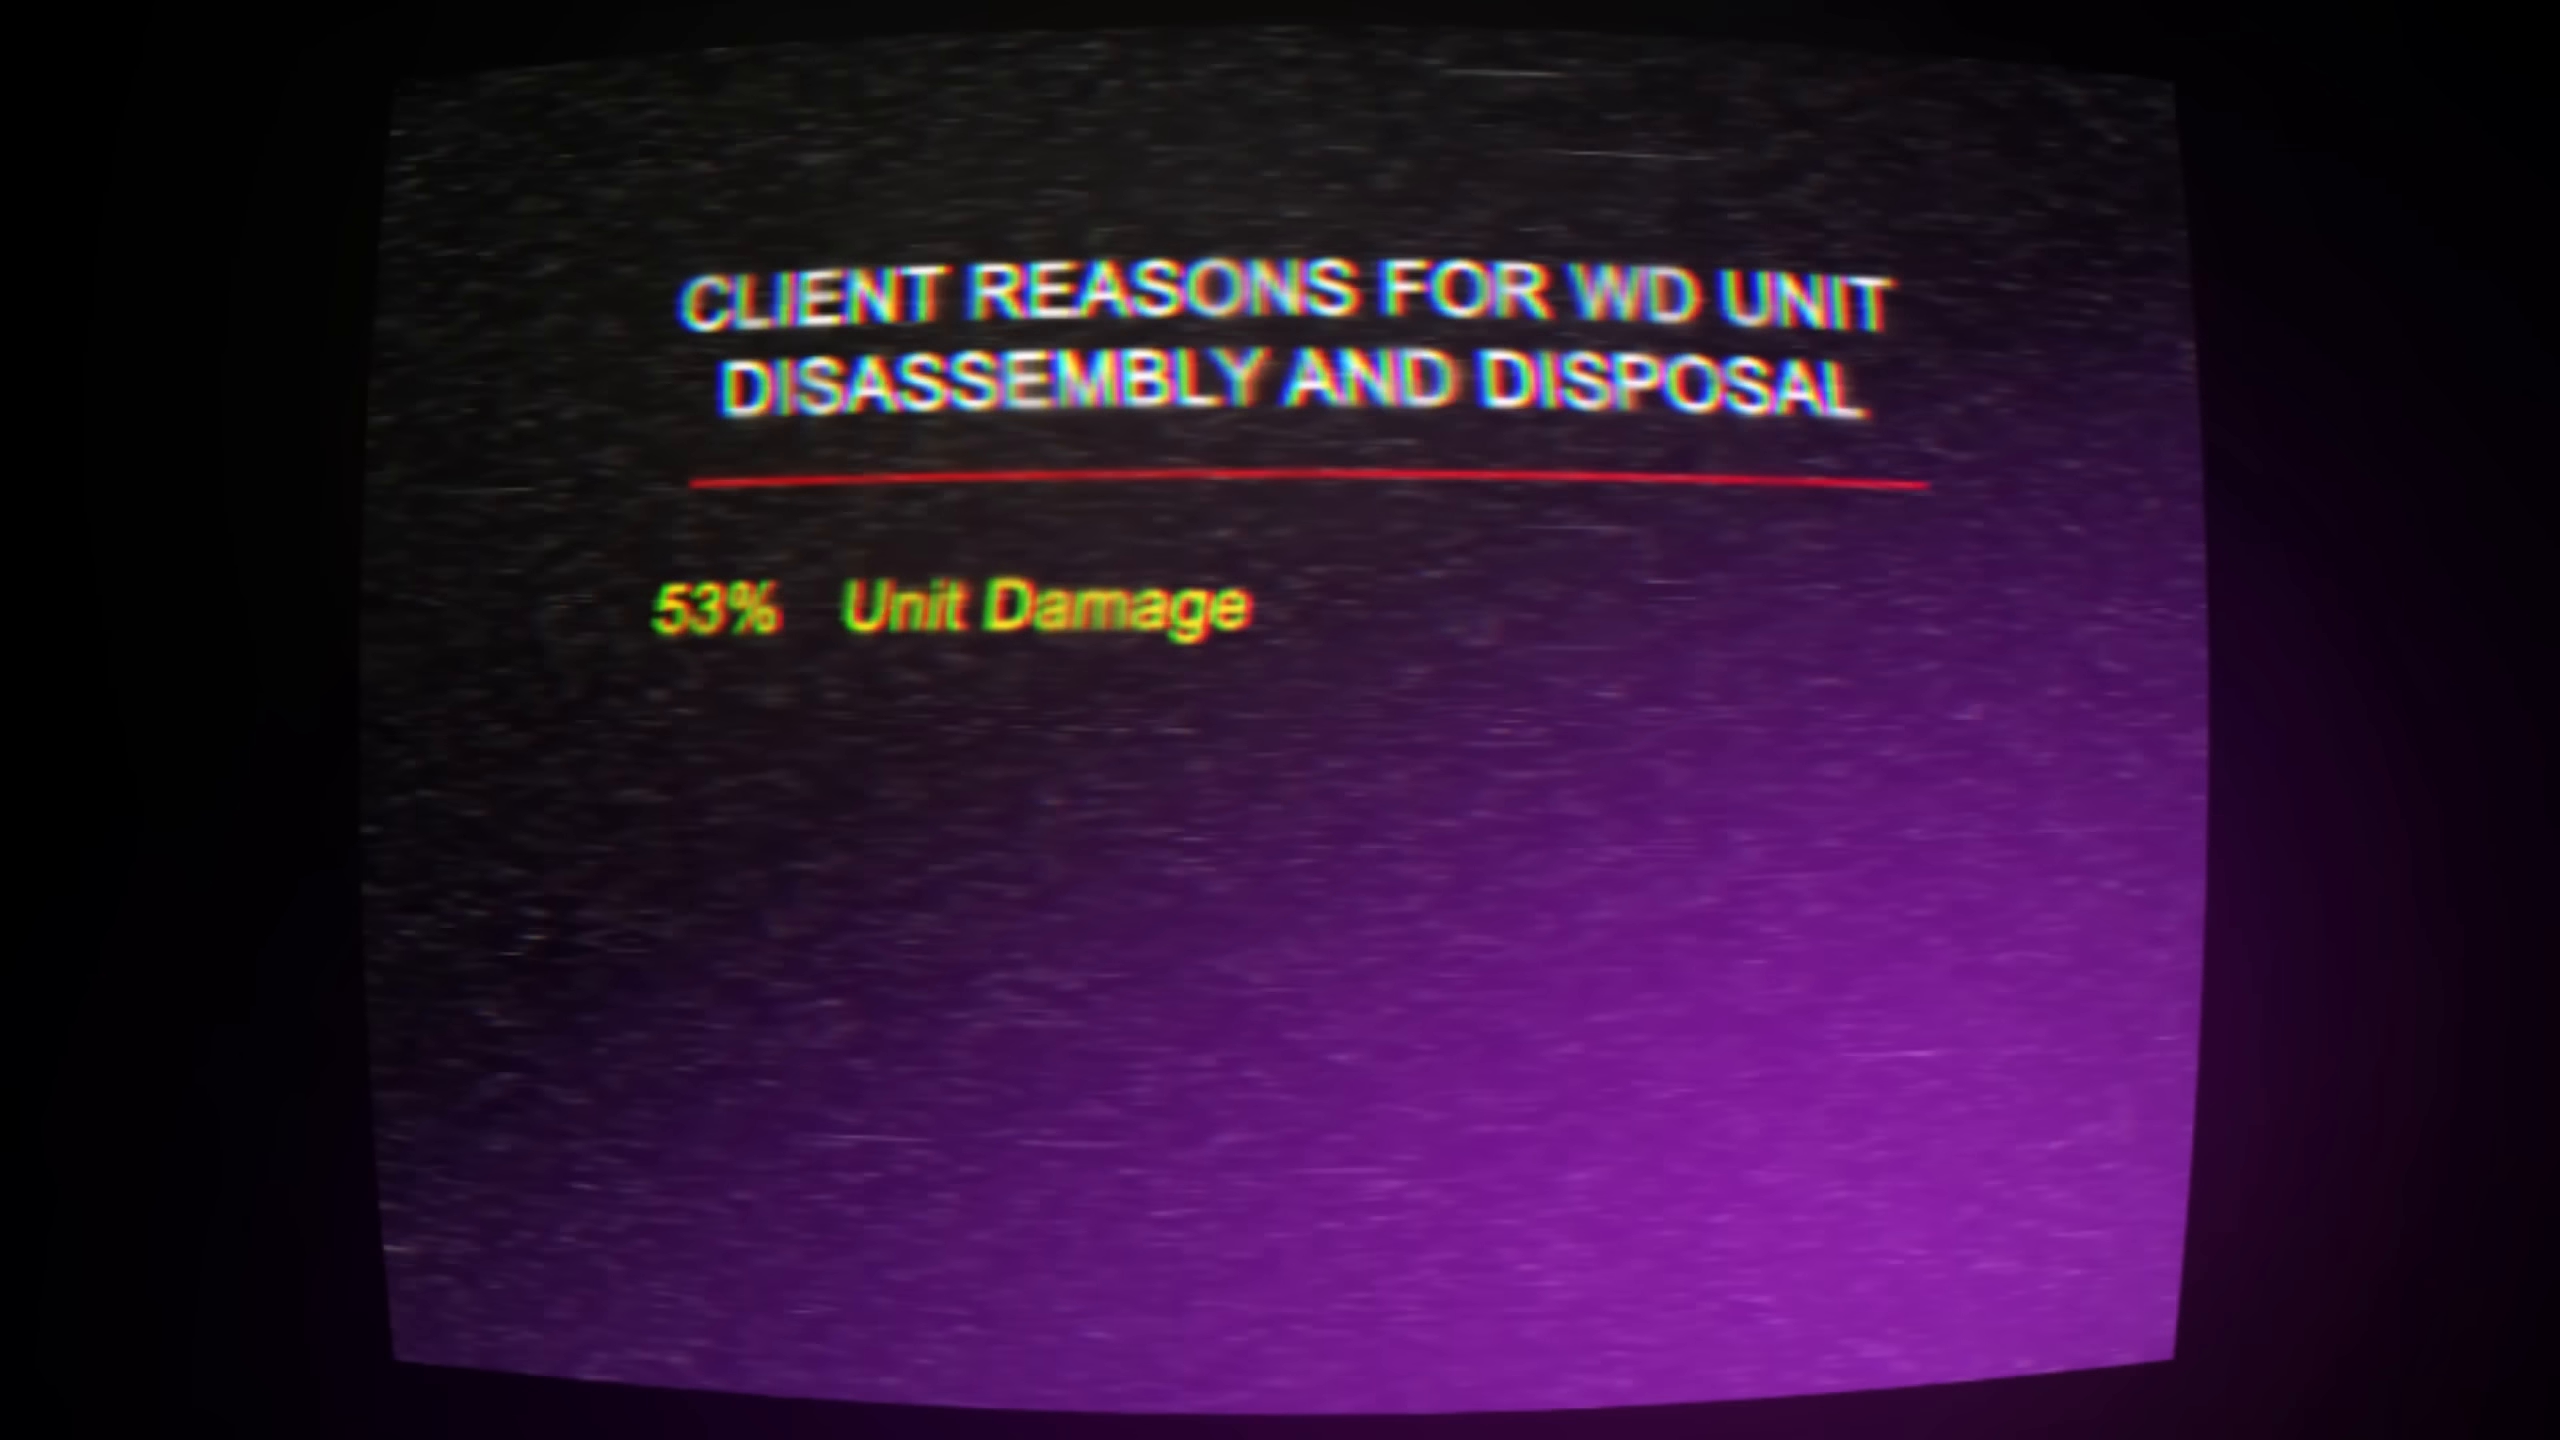 CLIENT REASONS FOR WD UNIT
DISASSEMBLY AND DISPOSAL
53% Unit Damage